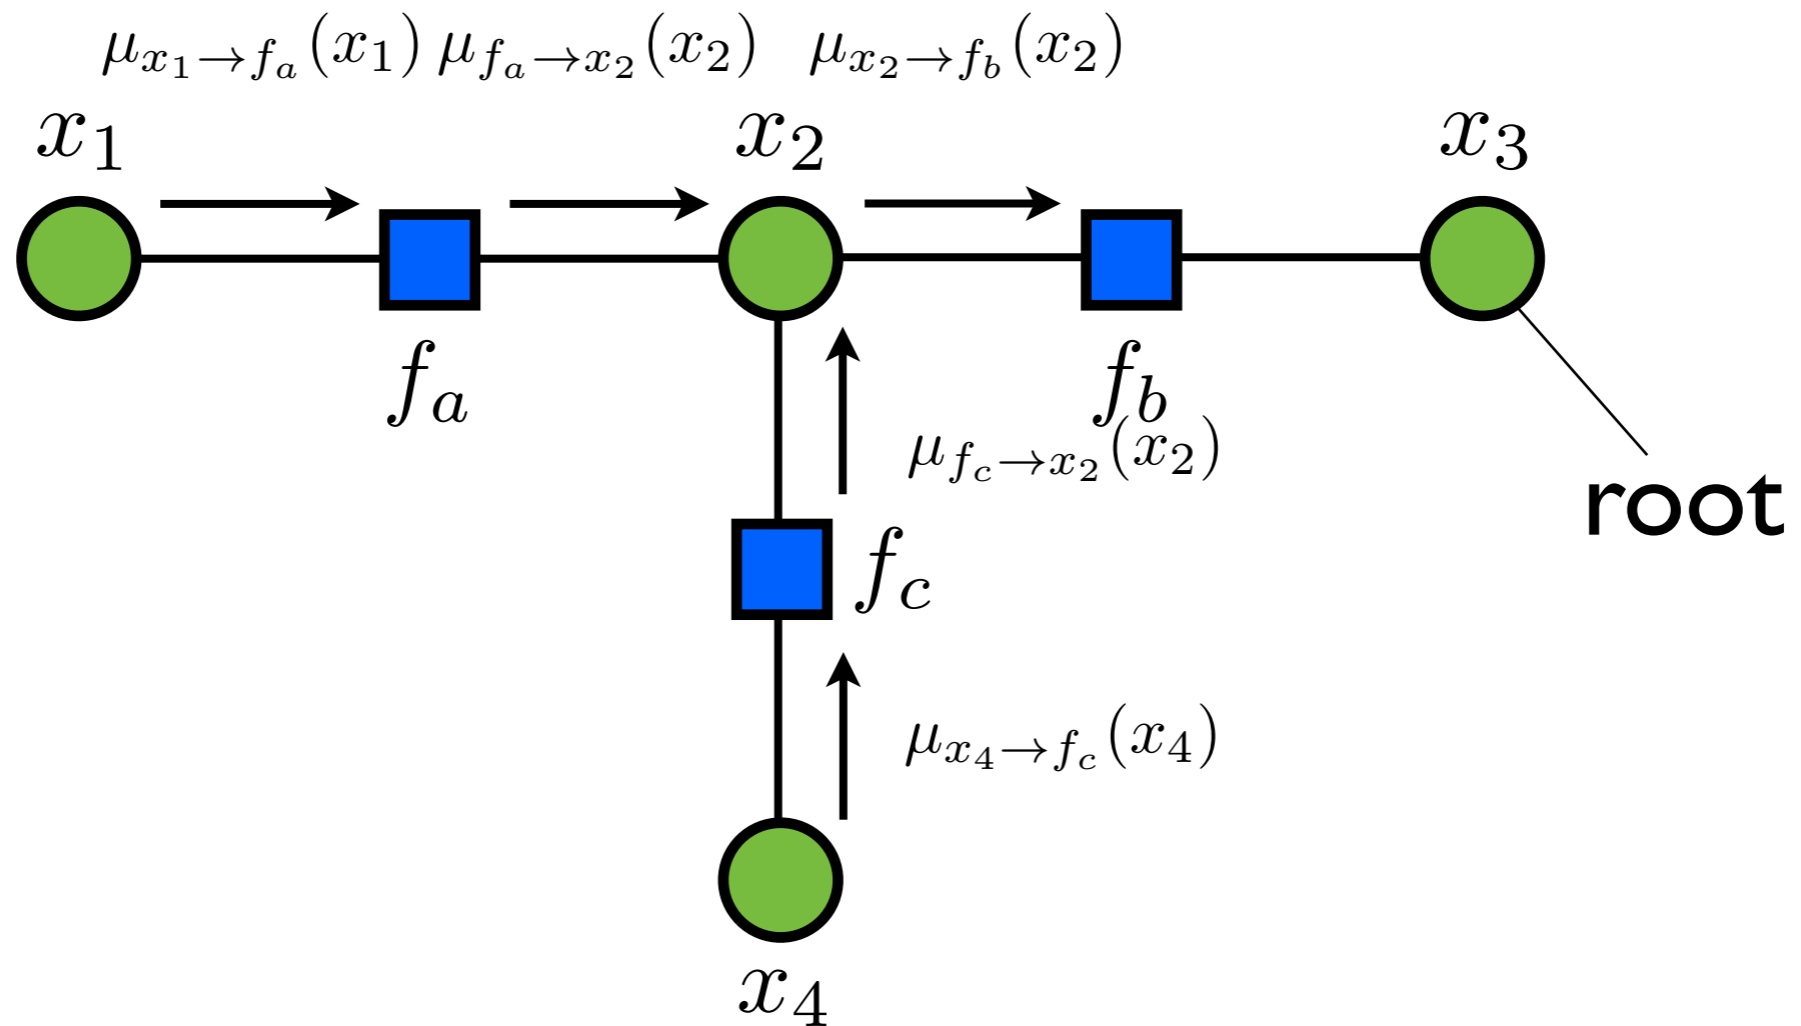 μ_{x_1→f_a}(x_1) μ_{f_a→x_2}(x_2) μ_{x_2→f_b}(x_2)
x_1 x_2 x_3
f_a f_b
μ_{f_c→x_2}(x_2)
root
f_c
μ_{x_4→f_c}(x_4)
x_4